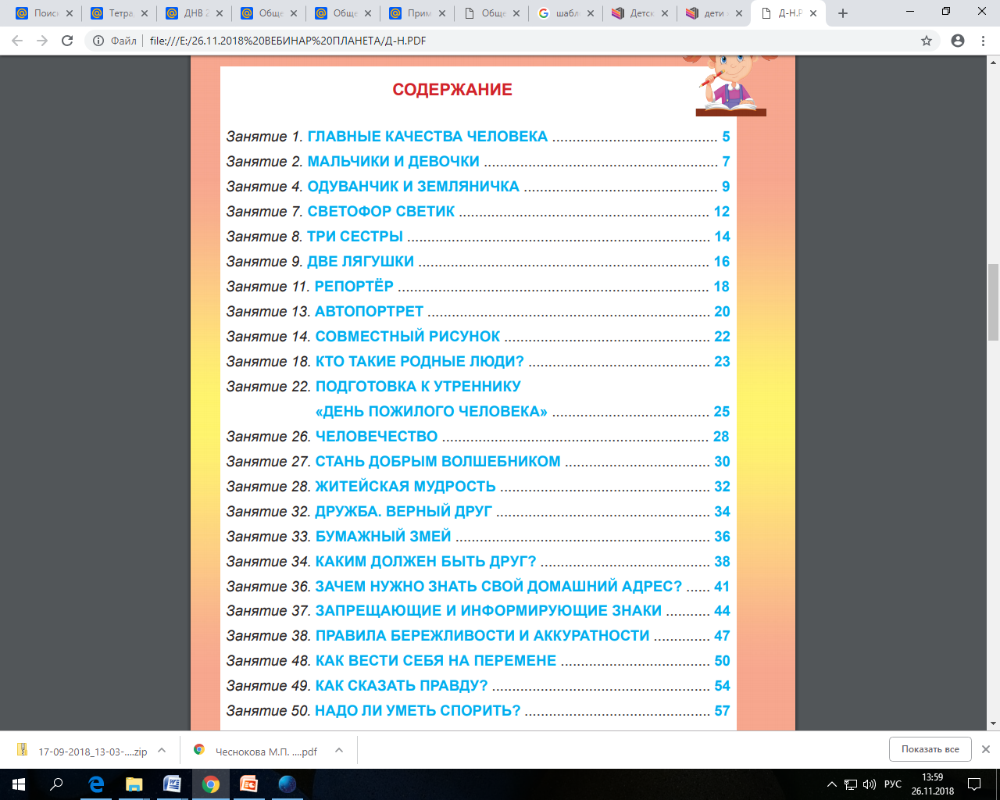 Поиск
Тетра
ДНВ 2
Обще
Обще
Прим
Обще
шабл
Детск
дети
Д-Н.P
Файл | file:///E:/26.11.2018%20ВЕБИНАР%20ПЛАНЕТА/Д-Н.PDF
СОДЕРЖАНИЕ
Занятие 1. ГЛАВНЫЕ КАЧЕСТВА ЧЕЛОВЕКА ........................................ 5
Занятие 2. МАЛЬЧИКИ И ДЕВОЧКИ ........................................ 7
Занятие 4. ОДУВАНЧИК И ЗЕМЛЯНИЧКА ........................................ 9
Занятие 7. СВЕТОФОР СВЕТИК ........................................ 12
Занятие 8. ТРИ СЕСТРЫ ........................................ 14
Занятие 9. ДВЕ ЛЯГУШКИ ........................................ 16
Занятие 11. РЕПОРТЁР ........................................ 18
Занятие 13. АВТОПОРТРЕТ ........................................ 20
Занятие 14. СОВМЕСТНЫЙ РИСУНОК ........................................ 22
Занятие 18. КТО ТАКИЕ РОДНЫЕ ЛЮДИ? ........................................ 23
Занятие 22. ПОДГОТОВКА К УТРЕННИКУ
«ДЕНЬ ПОЖИЛОГО ЧЕЛОВЕКА» ........................................ 25
Занятие 26. ЧЕЛОВЕЧЕСТВО ........................................ 28
Занятие 27. СТАНЬ ДОБРЫМ ВОЛШЕБНИКОМ ........................................ 30
Занятие 28. ЖИТЕЙСКАЯ МУДРОСТЬ ........................................ 32
Занятие 32. ДРУЖБА. ВЕРНЫЙ ДРУГ ........................................ 34
Занятие 33. БУМАЖНЫЙ ЗМЕЙ ........................................ 36
Занятие 34. КАКИМ ДОЛЖЕН БЫТЬ ДРУГ? ........................................ 38
Занятие 36. ЗАЧЕМ НУЖНО ЗНАТЬ СВОЙ ДОМАШНИЙ АДРЕС? ...... 41
Занятие 37. ЗАПРЕЩАЮЩИЕ И ИНФОРМИРУЮЩИЕ ЗНАКИ ........... 44
Занятие 38. ПРАВИЛА БЕРЕЖЛИВОСТИ И АККУРАТНОСТИ .............. 47
Занятие 48. КАК ВЕСТИ СЕБЯ НА ПЕРЕМЕНЕ ........................................ 50
Занятие 49. КАК СКАЗАТЬ ПРАВДУ? ........................................ 54
Занятие 50. НАДО ЛИ УМЕТЬ СПОРИТЬ? ........................................ 57
17-09-2018_13-03-....zip
Чеснокова М.П. ....pdf
Показать все
РУС
13:59
26.11.2018